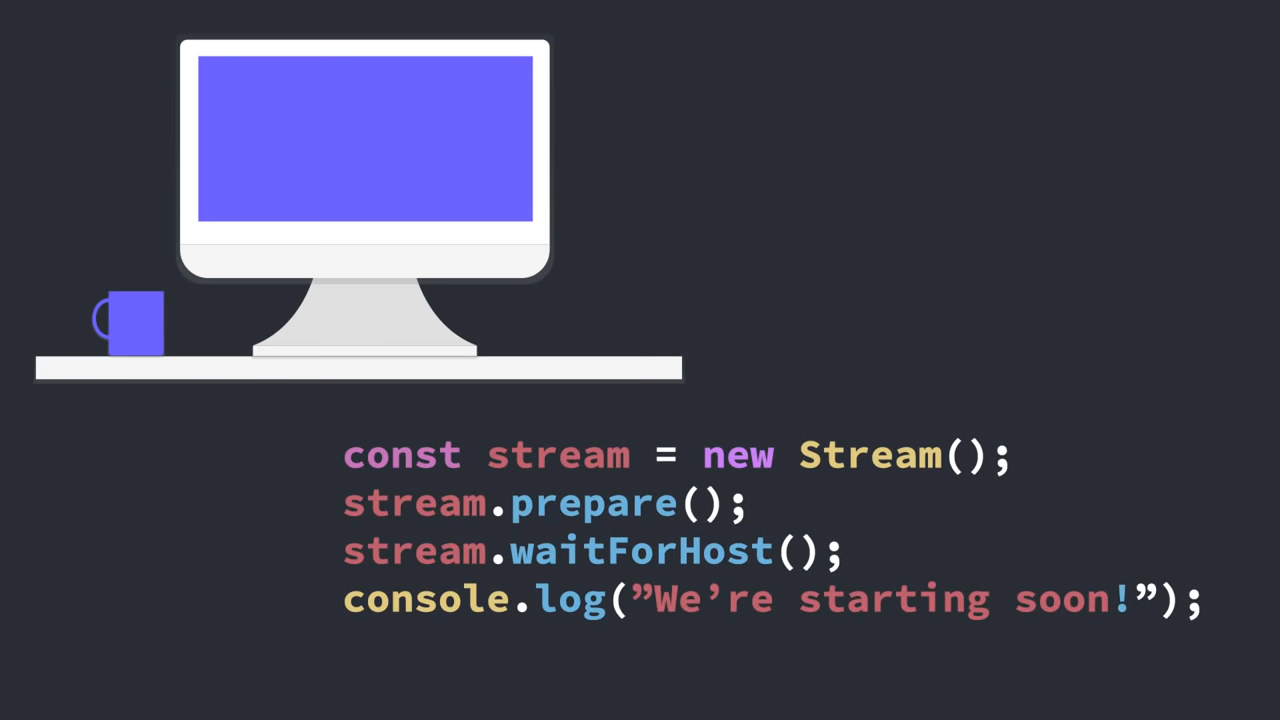 const stream = new Stream();
stream.prepare();
stream.waitForHost();
console.log(”We’re starting soon!”);